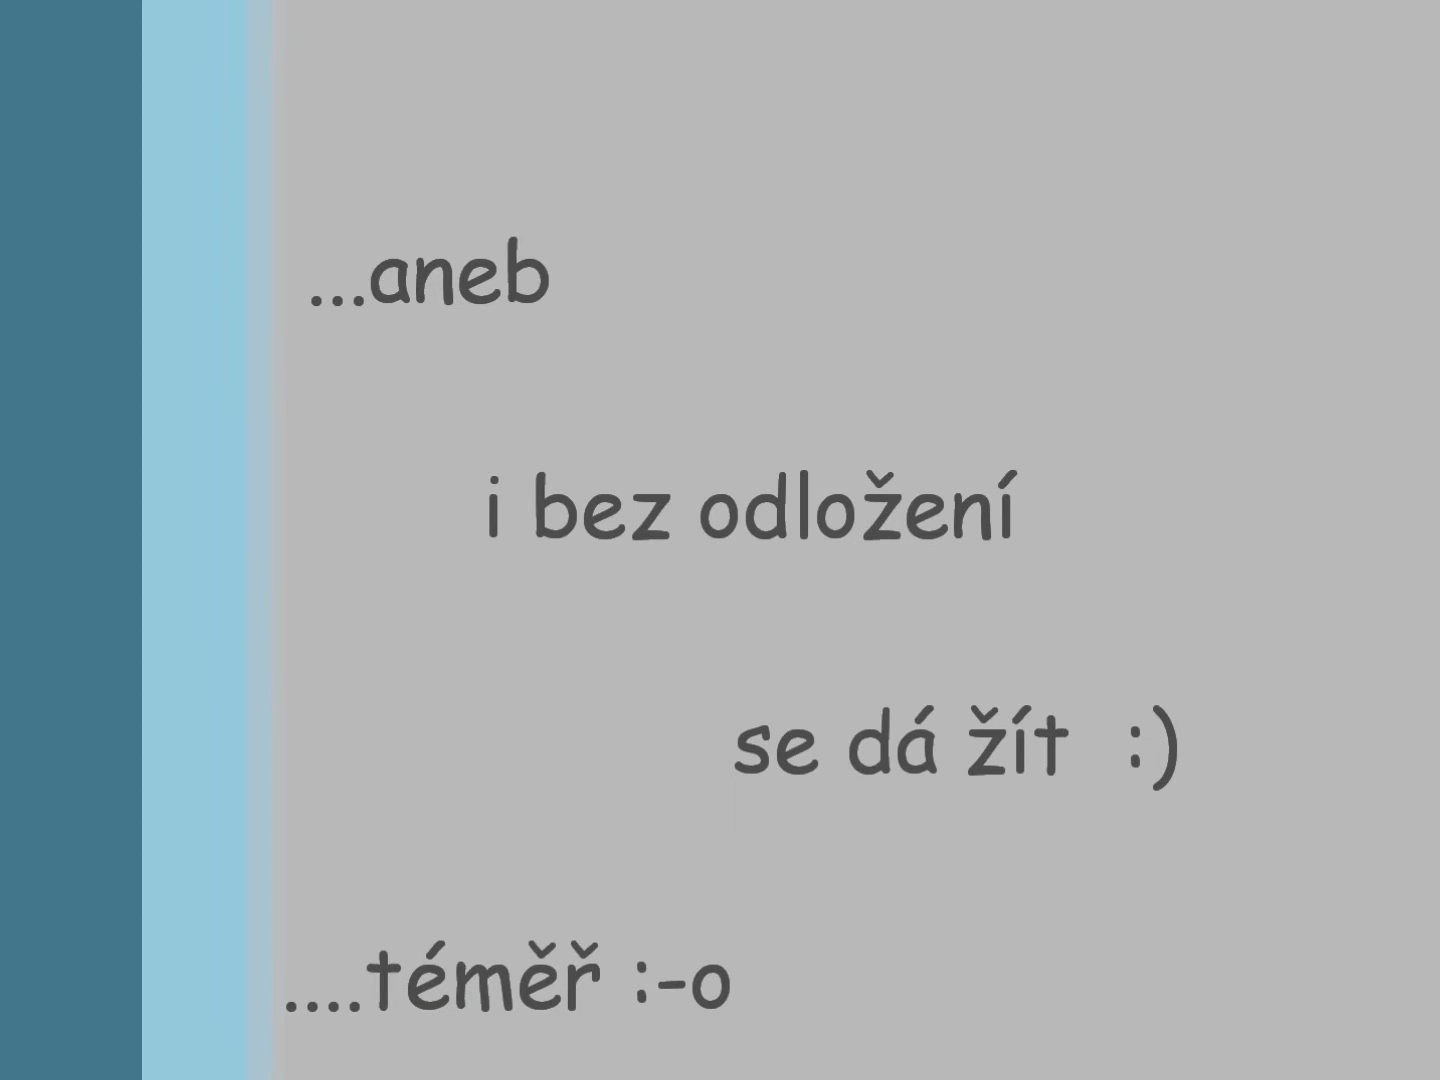 ...aneb
i bez odložení
se dá žít :)
....téměř :-o